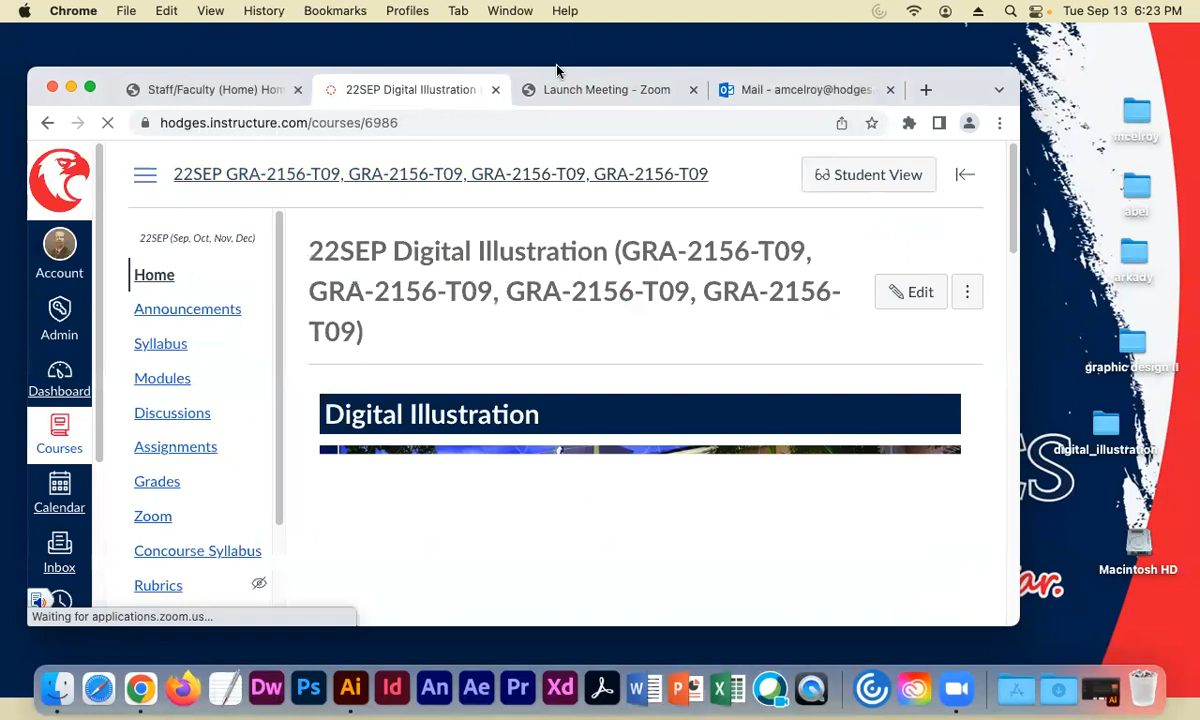 Chrome File Edit View History Bookmarks Profiles Tab Window Help Tue Sep 13 6:23 PM
Staff/Faculty (Home) Hom 22SEP Digital Illustration Launch Meeting - Zoom Mail - amcelroy@hodges
hodges.instructure.com/courses/6986
22SEP GRA-2156-T09, GRA-2156-T09, GRA-2156-T09, GRA-2156-T09 Student View
22SEP (Sep, Oct, Nov, Dec)
Account
Admin
Dashboard
Courses
Calendar
Inbox
Home
Announcements
Syllabus
Modules
Discussions
Assignments
Grades
Zoom
Concourse Syllabus
Rubrics
22SEP Digital Illustration (GRA-2156-T09,
GRA-2156-T09, GRA-2156-T09, GRA-2156-
T09)
Edit
Digital Illustration
Waiting for applications.zoom.us...
mcelroy
abel
arkady
graphic design II
digital_illustration
Macintosh HD
Dw Ps Ai Id An Ae Pr Xd W P X